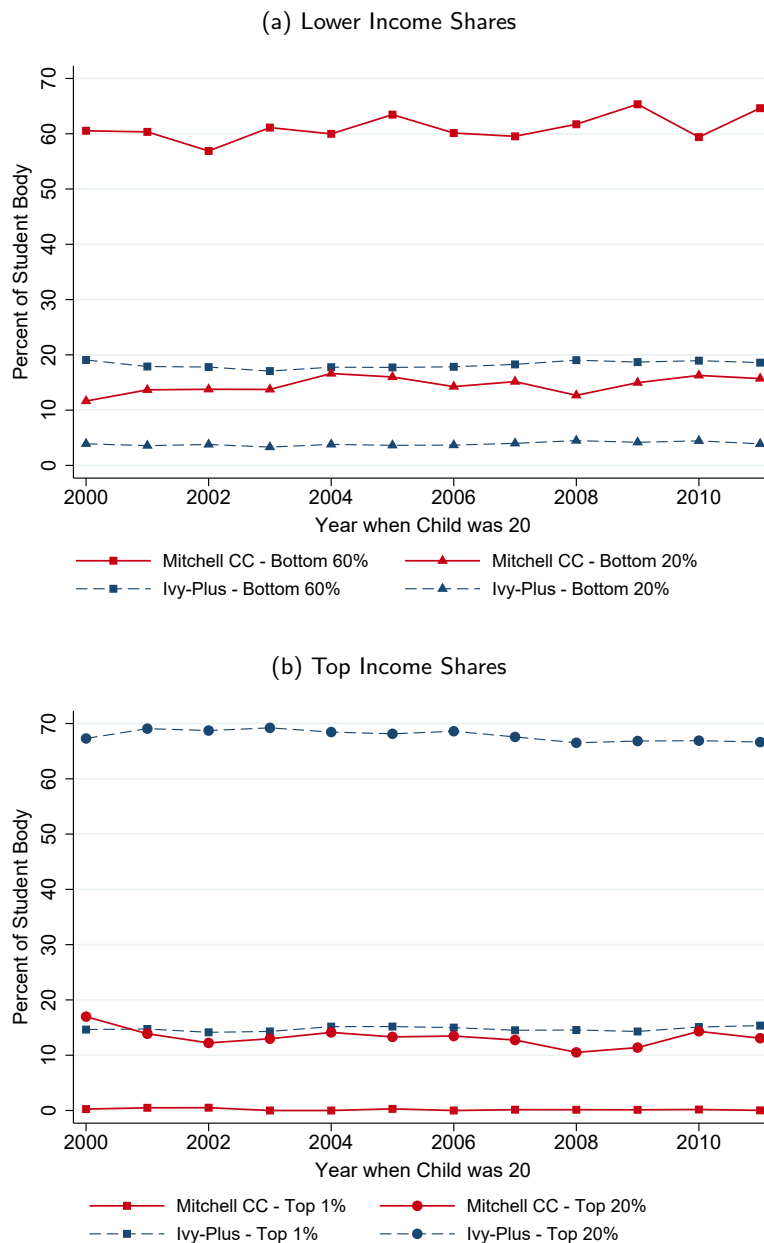 (a) Lower Income Shares
70
60
50
40
30
20
10
0
Percent of Student Body
2000 2002 2004 2006 2008 2010
Year when Child was 20
Mitchell CC - Bottom 60% Mitchell CC - Bottom 20%
Ivy-Plus - Bottom 60% Ivy-Plus - Bottom 20%
(b) Top Income Shares
70
60
50
40
30
20
10
0
Percent of Student Body
2000 2002 2004 2006 2008 2010
Year when Child was 20
Mitchell CC - Top 1% Mitchell CC - Top 20%
Ivy-Plus - Top 1% Ivy-Plus - Top 20%